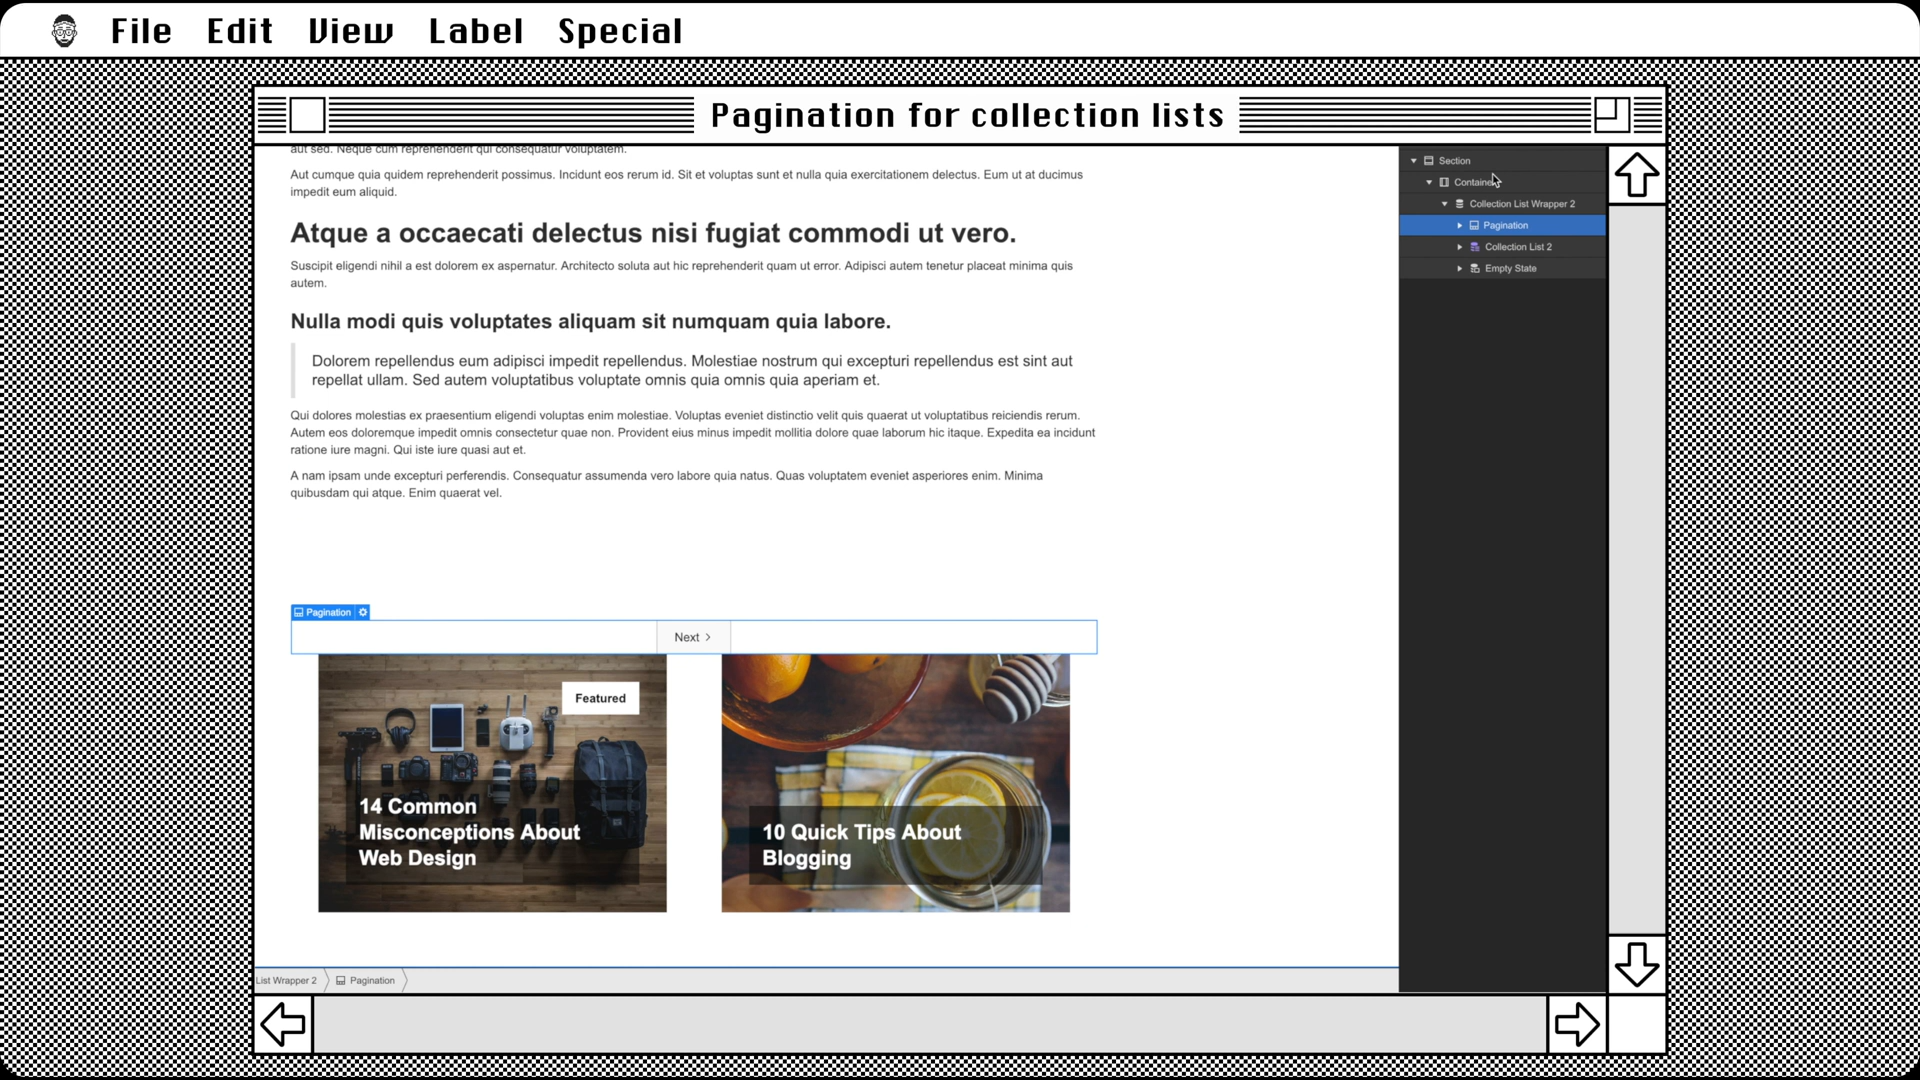 File Edit View Label Special
Pagination for collection lists
aut sed. Neque cum reprehenderit qui consequatur voluptatem.
Aut cumque quia quidem reprehenderit possimus. Incidunt eos rerum id. Sit et voluptas sunt et nulla quia exercitationem delectus. Eum ut at ducimus
impedit eum aliquid.
Atque a occaecati delectus nisi fugiat commodi ut vero.
Suscipit eligendi nihil a est dolorem ex aspernatur. Architecto soluta aut hic reprehenderit quam ut error. Adipisci autem tenetur placeat minima quis
autem.
Nulla modi quis voluptates aliquam sit numquam quia labore.
Dolorem repellendus eum adipisci impedit repellendus. Molestiae nostrum qui excepturi repellendus est sint aut
repellat ullam. Sed autem voluptatibus voluptate omnis quia omnis quia aperiam et.
Qui dolores molestias ex praesentium eligendi voluptas enim molestiae. Voluptas eveniet distinctio velit quis quaerat ut voluptatibus reiciendis rerum.
Autem eos doloremque impedit omnis consectetur quae non. Provident eius minus impedit mollitia dolore quae laborum hic itaque. Expedita ea incidunt
ratione iure magni. Qui iste iure quasi aut et.
A nam ipsam unde excepturi perferendis. Consequatur assumenda vero labore quia natus. Quas voluptatem eveniet asperiores enim. Minima
quibusdam qui atque. Enim quaerat vel.
Pagination
Next
Featured
14 Common
Misconceptions About
Web Design
10 Quick Tips About
Blogging
List Wrapper 2
Pagination
Section
Container
Collection List Wrapper 2
Pagination
Collection List 2
Empty State